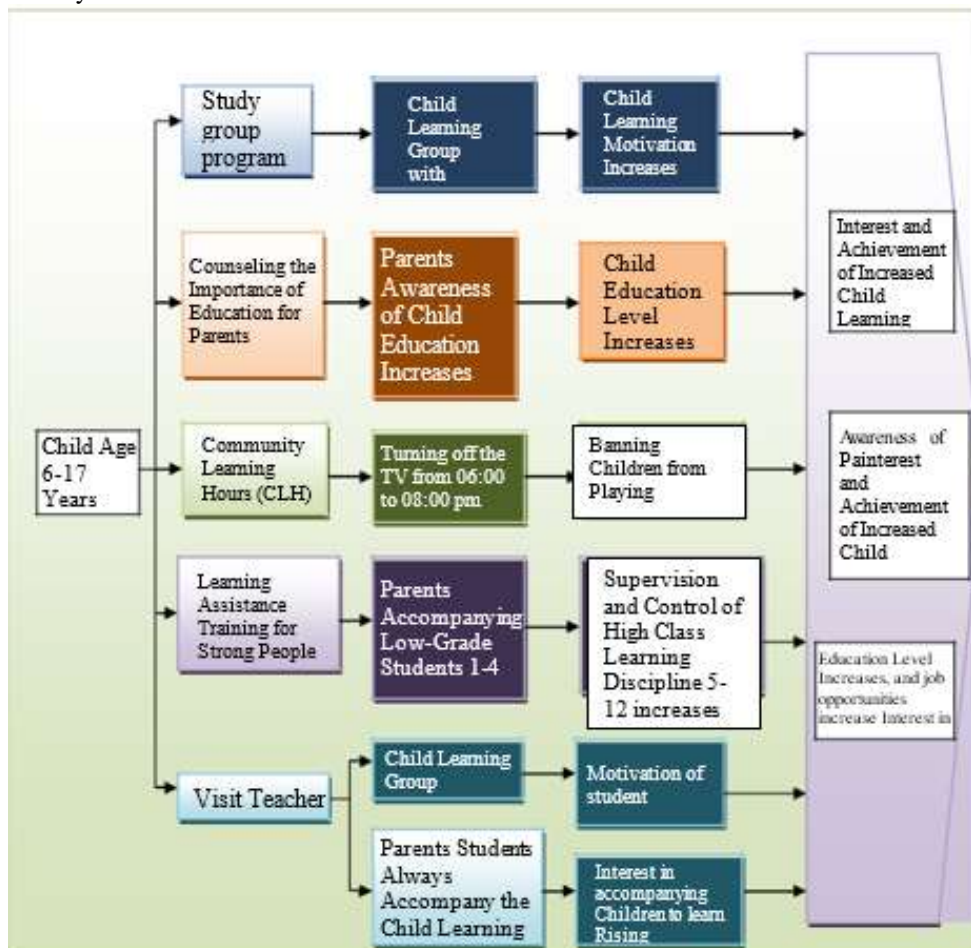 Study
group
program
Child
Learning
Group
with
Child
Learning
Motivation
Increases
Counseling the
Importance of
Education for
Parents
Parents
Awareness
of Child
Education
Increases
Child
Education
Level
Increases
Interest and
Achievement
of Increased
Child
Learning
Child Age
6-17
Years
Community
Learning
Hours (CLH)
Turning off the
TV from 06:00
to 08:00 pm
Banning
Children from
Playing
Awareness of
Painterest
and
Achievement
of Increased
Child
Learning
Assistance
Training for
Strong People
Parents
Accompanying
Low-Grade
Students 1-4
Supervision
and Control of
High Class
Learning
Discipline 5-
12 increases
Education Level
Increases, and job
opportunities
increase Interest in
Visit Teacher
Child Learning
Group
Motivation of
student
Parents Students
Always
Accompany the
Child Learning
Interest in
accompanying
Children to learn
Rising